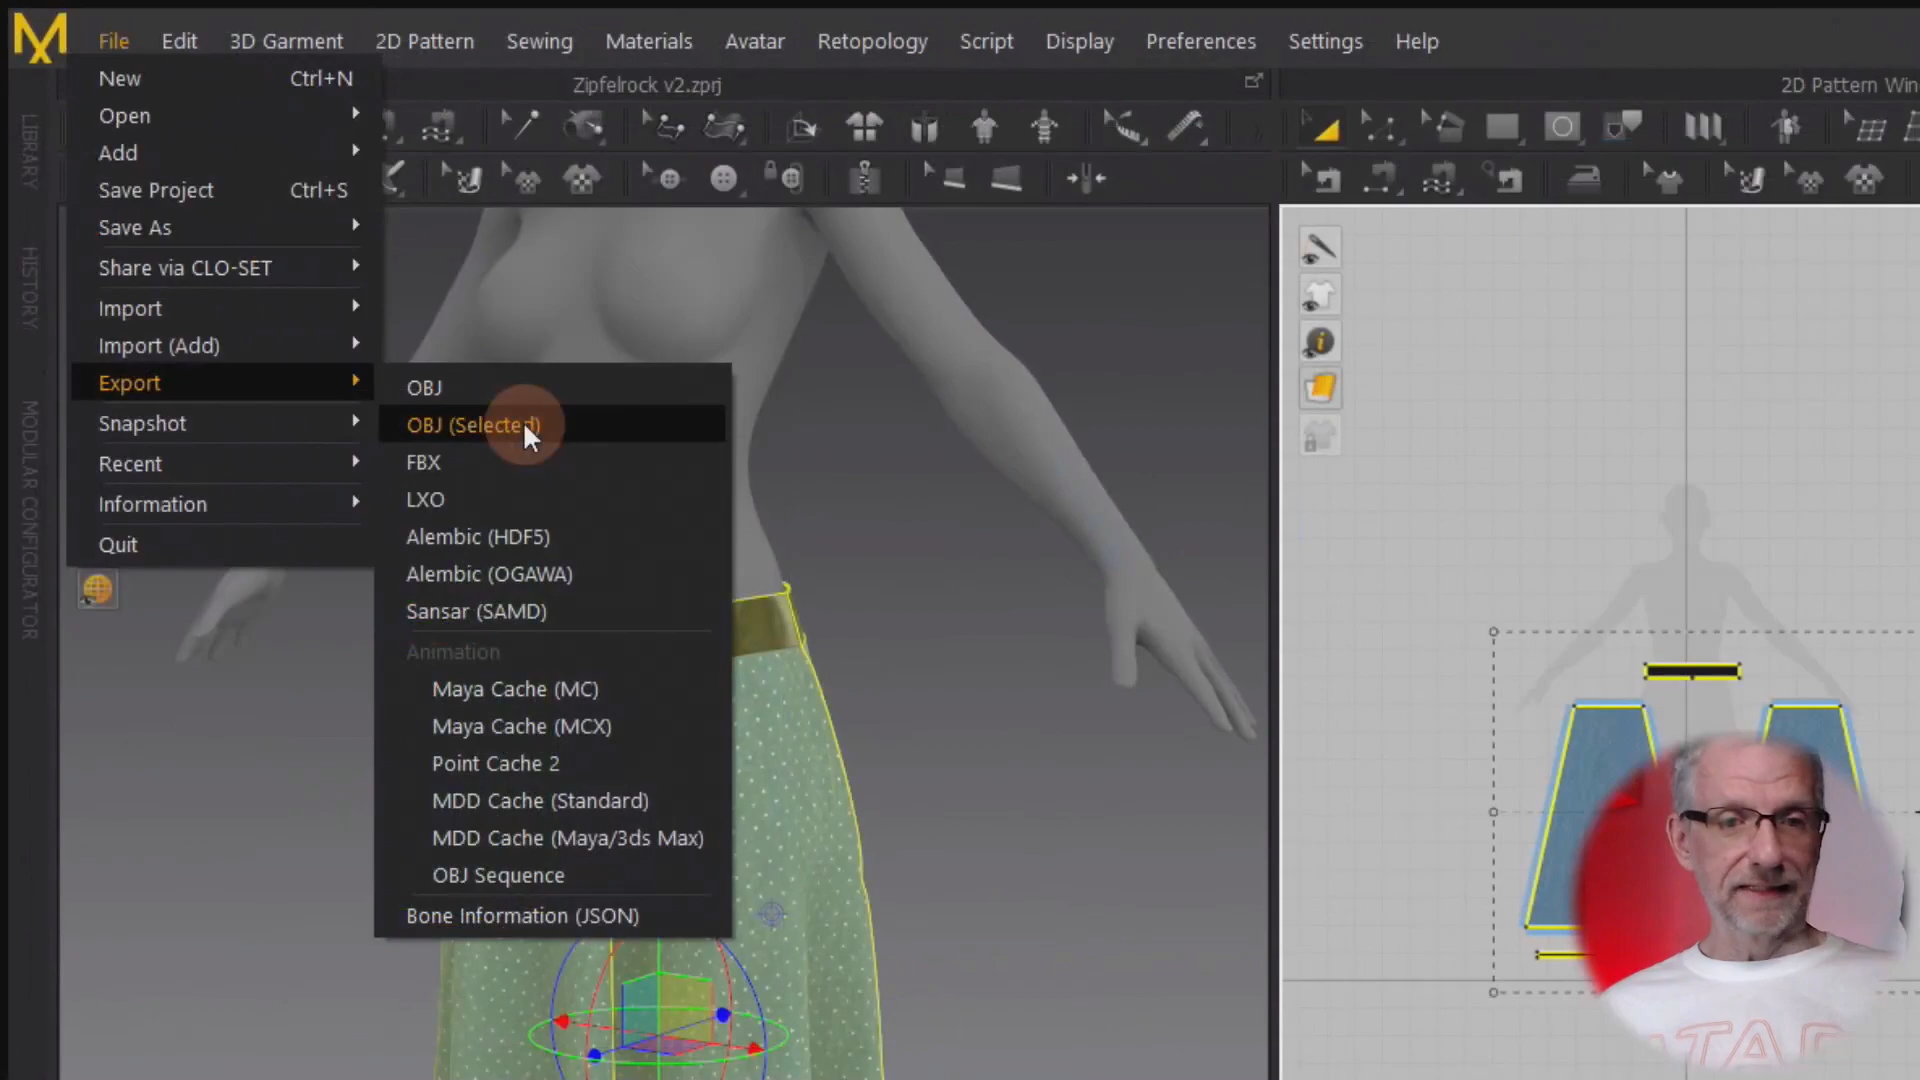 File Edit 3D Garment 2D Pattern Sewing Materials Avatar Retopology Script Display Preferences Settings Help
Zipfelrock v2.zprj
2D Pattern Win
New Ctrl+N
Open
Add
Save Project Ctrl+S
Save As
Share via CLO-SET
Import
Import (Add)
Export
Snapshot
Recent
Information
Quit
OBJ
OBJ (Selected)
FBX
LXO
Alembic (HDF5)
Alembic (OGAWA)
Sansar (SAMD)
Animation
Maya Cache (MC)
Maya Cache (MCX)
Point Cache 2
MDD Cache (Standard)
MDD Cache (Maya/3ds Max)
OBJ Sequence
Bone Information (JSON)
LIBRARY
HISTORY
MODULAR CONFIGURATOR